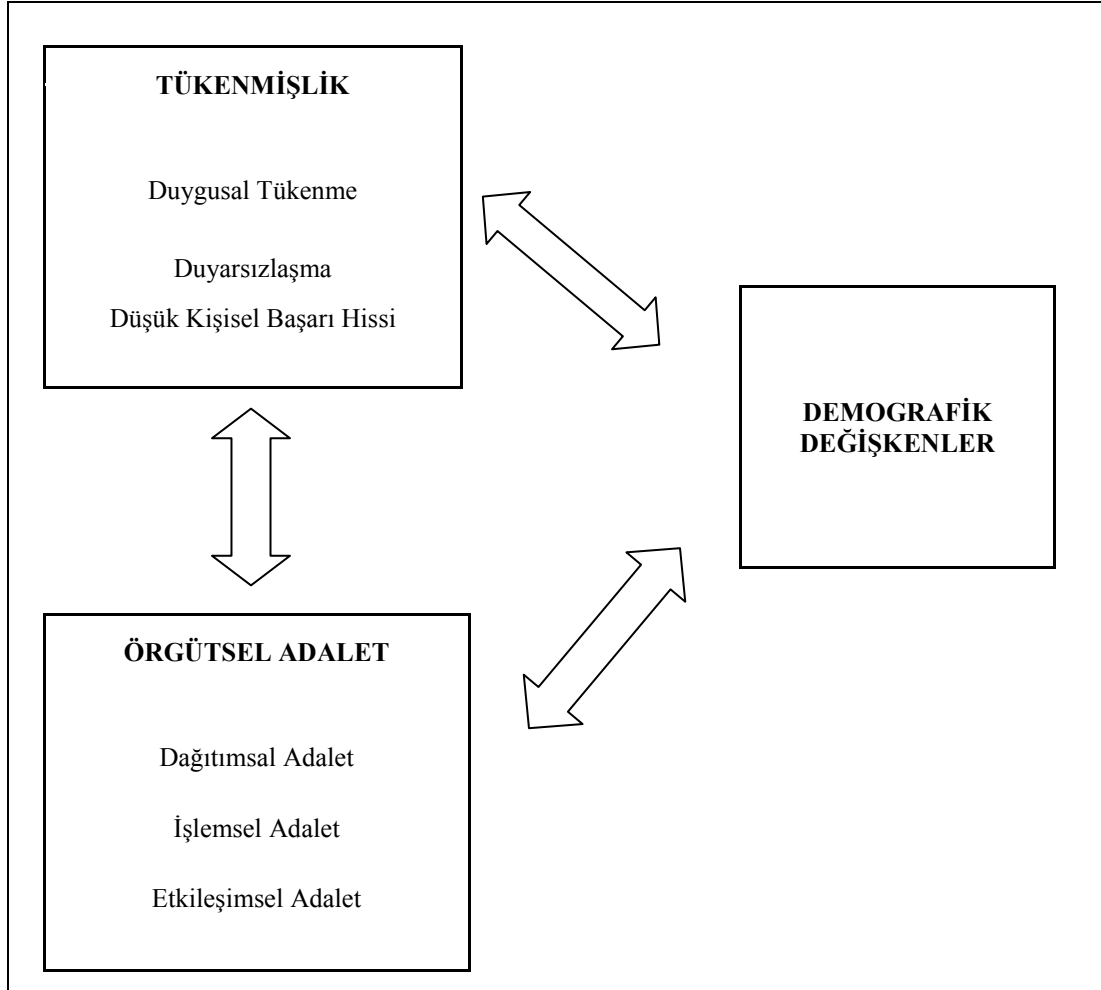 TÜKENMİŞLİK
Duygusal Tükenme
Duyarsızlaşma
Düşük Kişisel Başarı Hissi
DEMOGRAFİK
DEĞİŞKENLER
ÖRGÜTSEL ADALET
Dağıtımsal Adalet
İşlemsel Adalet
Etkileşimsel Adalet